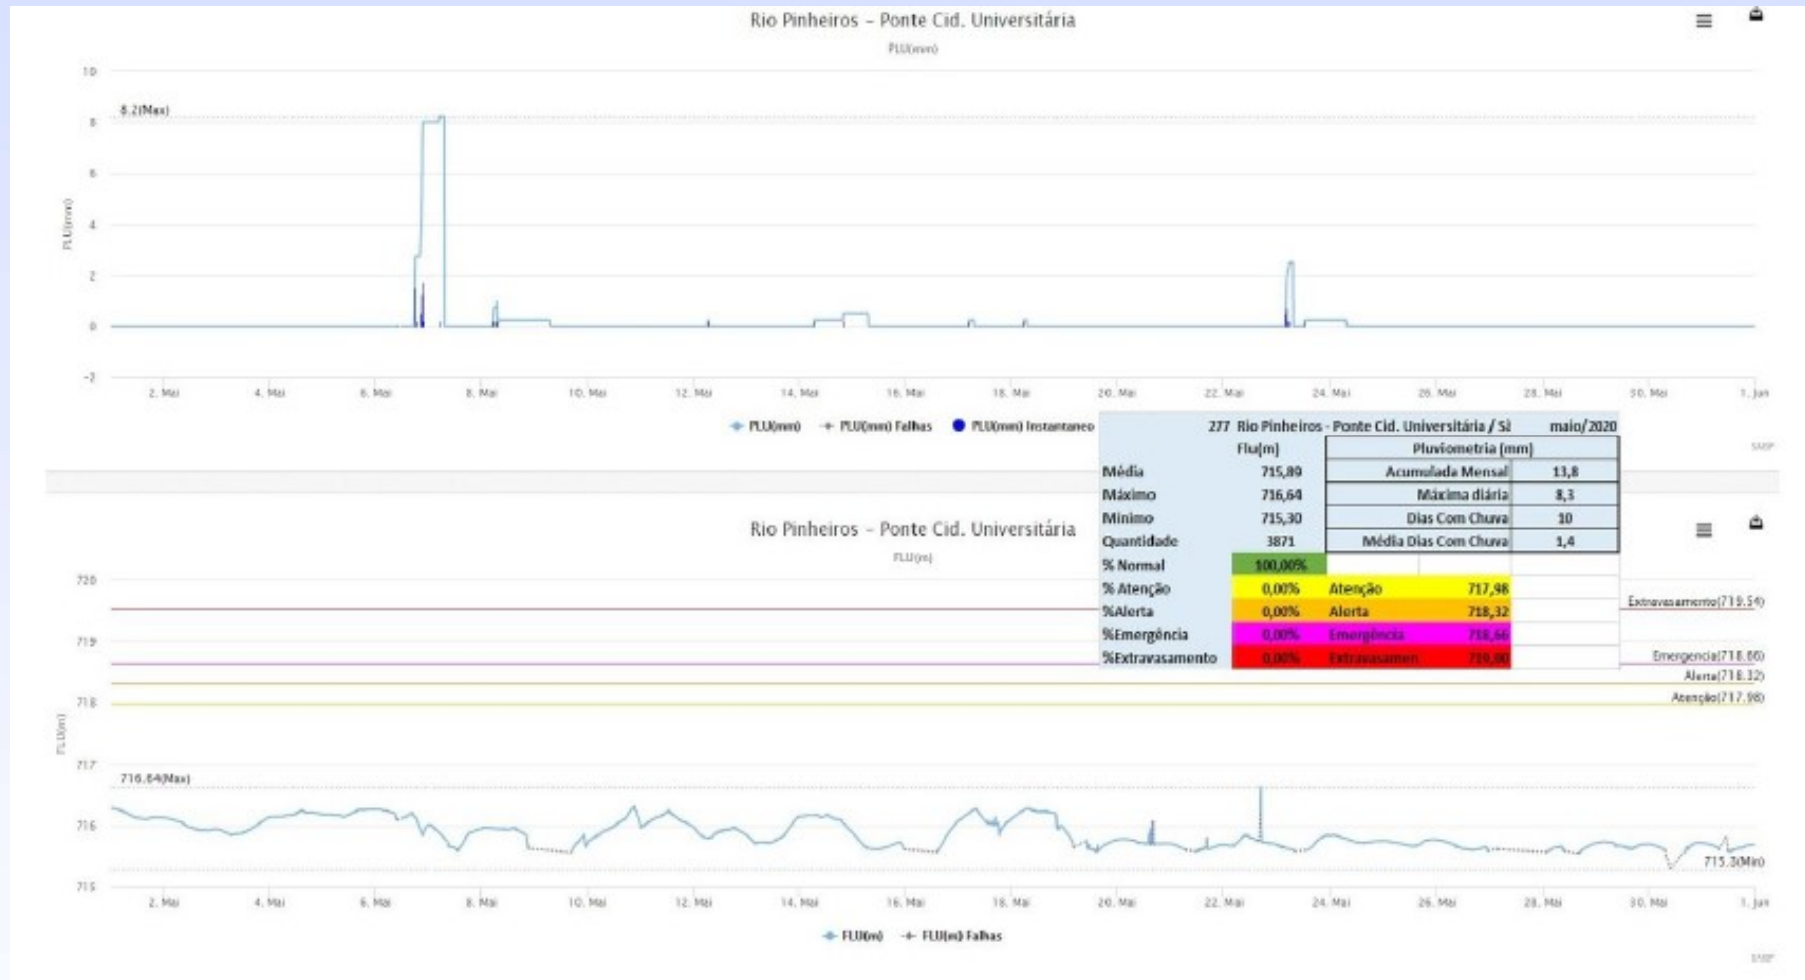 Rio Pinheiros - Ponte Cid. Universitária
PLU(mm)
10
8.2(Max)
8
6
4
2
0
-2
PLU(mm)
2. Mai 4. Mai 6. Mai 8. Mai 10. Mai 12. Mai 14. Mai 16. Mai 18. Mai 20. Mai 22. Mai 24. Mai 26. Mai 28. Mai 30. Mai 1. Jun
PLU(mm) PLU(mm) Falhas PLU(mm) Instantaneo
277 Rio Pinheiros - Ponte Cid. Universitária / Sã maio/2020
Flu(m) Pluviometria (mm)
Média 715,89 Acumulada Mensal 13,8
Máximo 716,64 Máxima diária 8,3
Mínimo 715,30 Dias Com Chuva 10
Quantidade 3871 Média Dias Com Chuva 1,4
% Normal 100,00%
% Atenção 0,00% Atenção 717,98
%Alerta 0,00% Alerta 718,32
%Emergência 0,00% Emergência 718,66
%Extravasamento 0,00% Extravasamen 719,00
Rio Pinheiros - Ponte Cid. Universitária
FLU(m)
720
Extravasamento(719.54)
719
Emergencia(718.66)
Alerta(718.32)
718
Atenção(717.98)
FLU(m)
717
716.64(Max)
716
715.3(Min)
715
2. Mai 4. Mai 6. Mai 8. Mai 10. Mai 12. Mai 14. Mai 16. Mai 18. Mai 20. Mai 22. Mai 24. Mai 26. Mai 28. Mai 30. Mai 1. Jun
FLU(m) FLU(m) Falhas